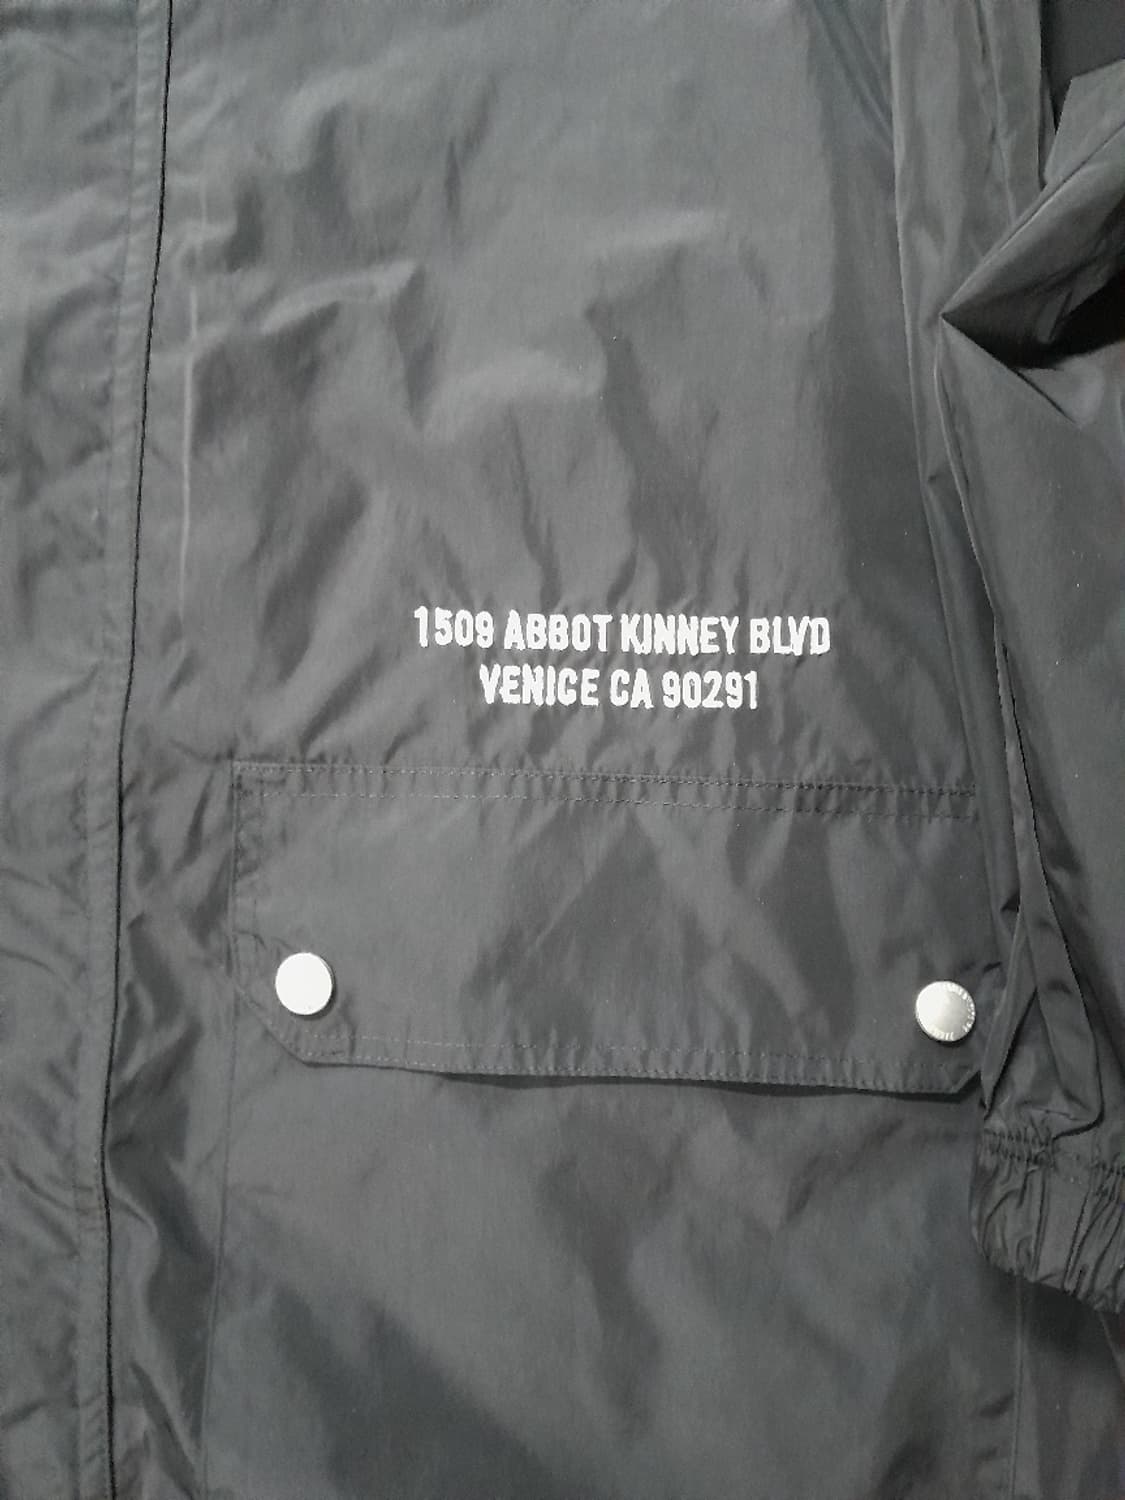 1509 ABBOT KINNEY BLVD
VENICE CA 90291